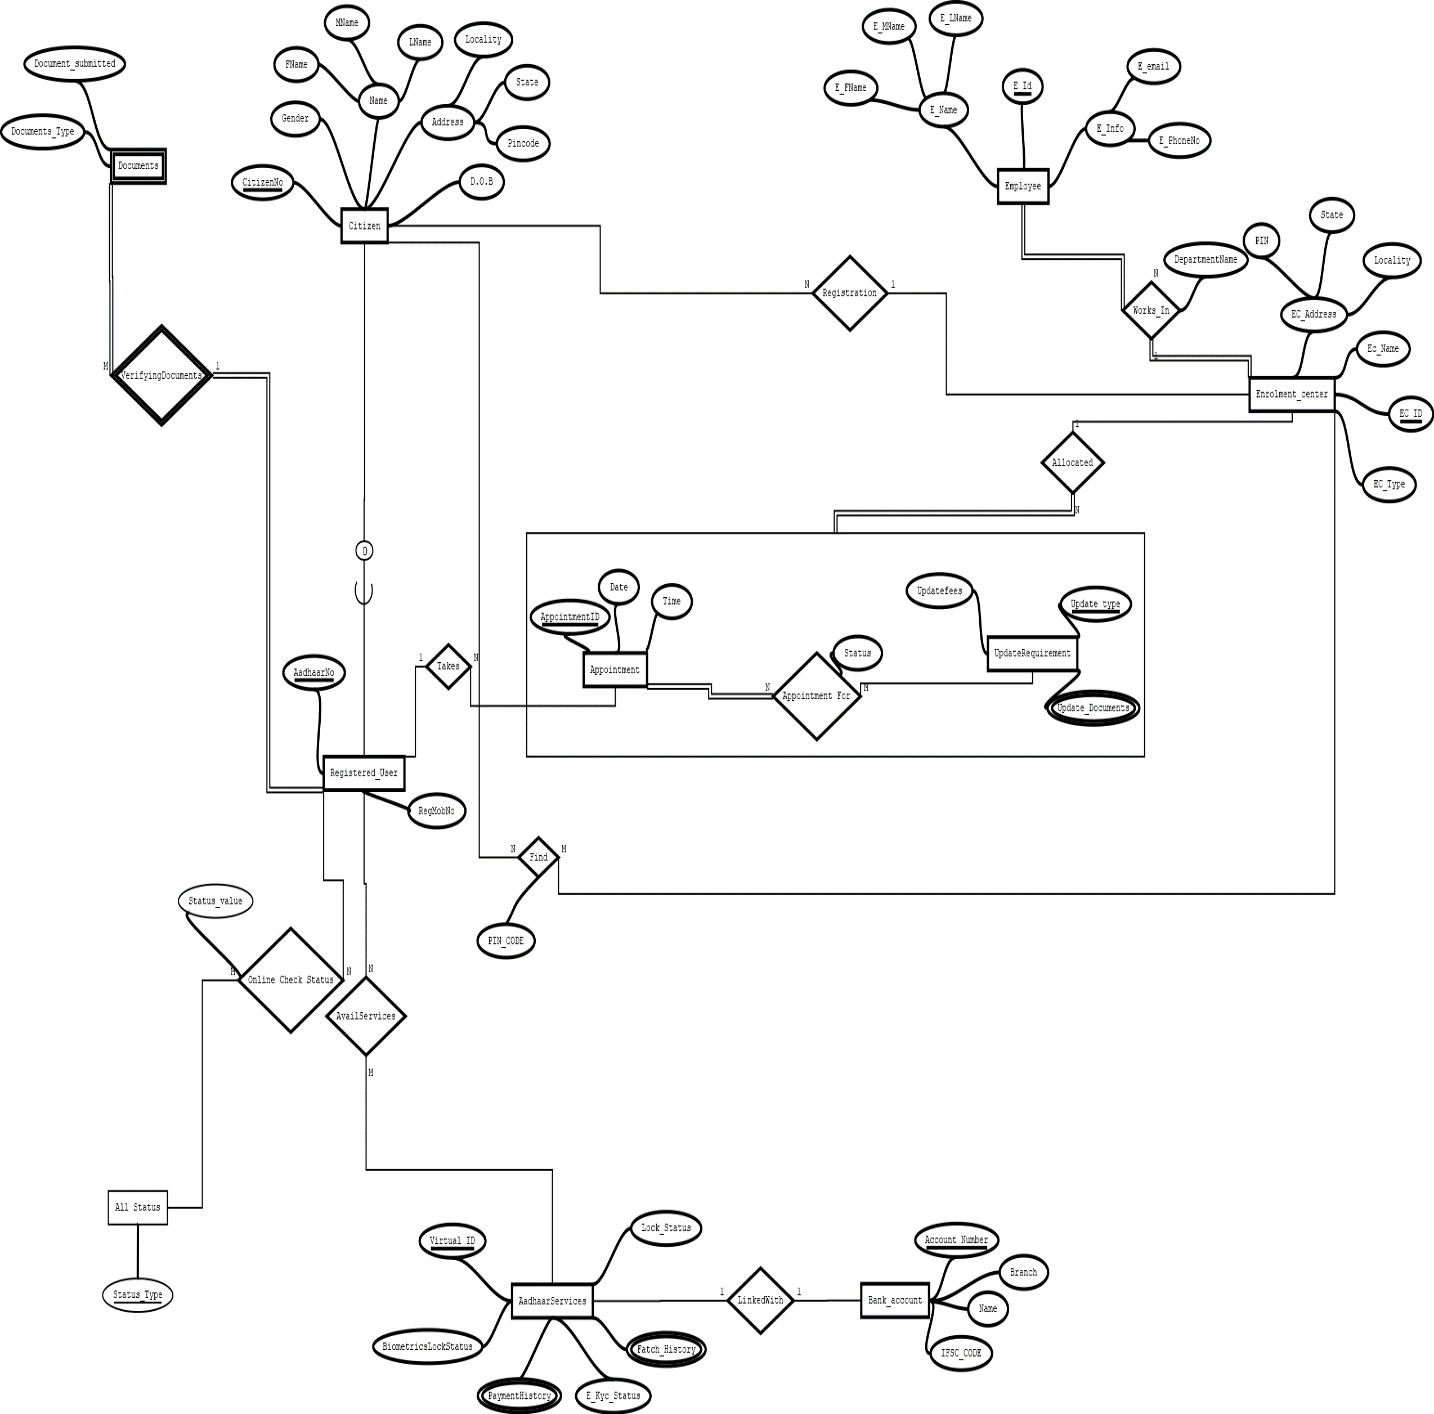 MName
E_LName
E_MName
LName
Locality
Document_submitted
FName
E_email
State
E_Id
E_FName
Name
E_Name
Gender
Address
E_Info
Documents_Type
E_PhoneNo
Pincode
Documents
CitizenNo
D.O.B
Employee
State
Citizen
PIN
DepartmentName
Locality
N
N
1
Registration
Works_In
EC_Address
Ec_Name
1
M
1
VerifyingDocuments
Enrolment_center
EC_ID
1
Allocated
EC_Type
N
D
Date
Updatefees
Time
Update type
AppointmentID
Status
UpdateRequirement
1
N
Takes
Appointment
AadhaarNo
N
M
Appointment For
Update_Documents
Registered_User
RegMobNo
N
M
Find
Status_value
PIN_CODE
M
N
N
Online Check Status
AvailServices
M
All Status
Lock_Status
Virtual ID
Account Number
Branch
Status_Type
1
1
AadhaarServices
LinkedWith
Bank_account
Name
BiometricsLockStatus
Fatch_History
IFSC_CODE
PaymentHistory
E_Kyc_Status